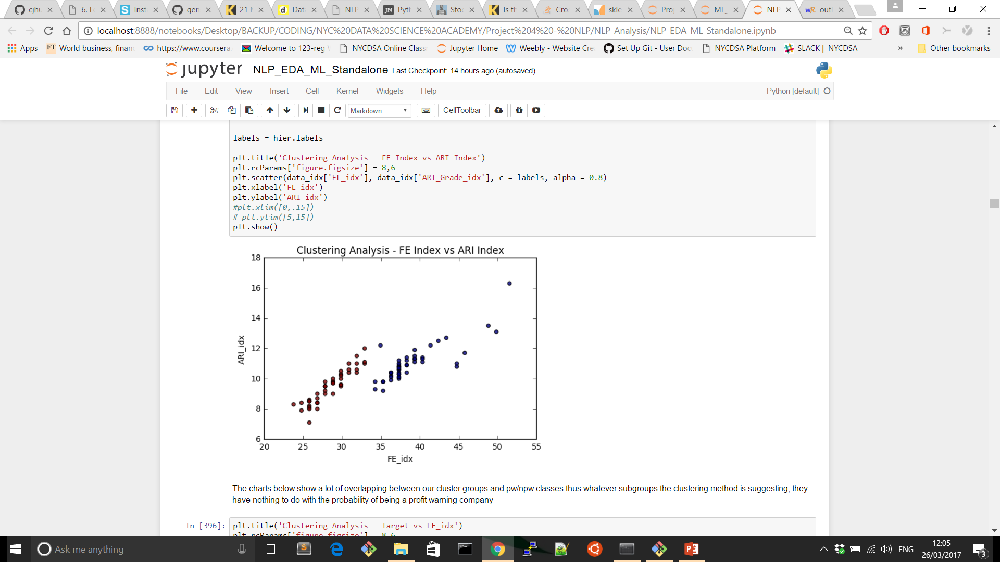 cjhu
6. Le
Inst
gen
21
Dat
NLP
Pyth
Stoc
Is th
Cro
skle
Proj
ML_
NLP
outl
localhost:8888/notebooks/Desktop/BACKUP/CODING/NYC%20DATA%20SCIENCE%20ACADEMY/Project%204%20-%20NLP/NLP_Analysis/NLP_EDA_ML_Standalone.ipynb
Apps FT World business, finan https://www.coursera. Welcome to 123-reg NYCDSA Online Class Jupyter Home Weebly - Website Cre Set Up Git - User Doc NYCDSA Platform SLACK | NYCDSA » Other bookmarks
jupyter NLP_EDA_ML_Standalone Last Checkpoint: 14 hours ago (autosaved)
File Edit View Insert Cell Kernel Widgets Help Python [default]
Markdown CellToolbar
labels = hier.labels_
plt.title('Clustering Analysis - FE Index vs ARI Index')
plt.rcParams['figure.figsize'] = 8,6
plt.scatter(data_idx['FE_idx'], data_idx['ARI_Grade_idx'], c = labels, alpha = 0.8)
plt.xlabel('FE_idx')
plt.ylabel('ARI_idx')
#plt.xlim([0,.15])
# plt.ylim([5,15])
plt.show()
Clustering Analysis - FE Index vs ARI Index
18
16
14
12
10
8
6
ARI_idx
20 25 30 35 40 45 50 55
FE_idx
The charts below show a lot of overlapping between our cluster groups and pw/npw classes thus whatever subgroups the clustering method is suggesting, they
have nothing to do with the probability of being a profit warning company
In [396]: plt.title('Clustering Analysis - Target vs FE_idx')
plt.rcParams['figure.figsize'] = 8,6
Ask me anything
ENG
12:05
26/03/2017
3